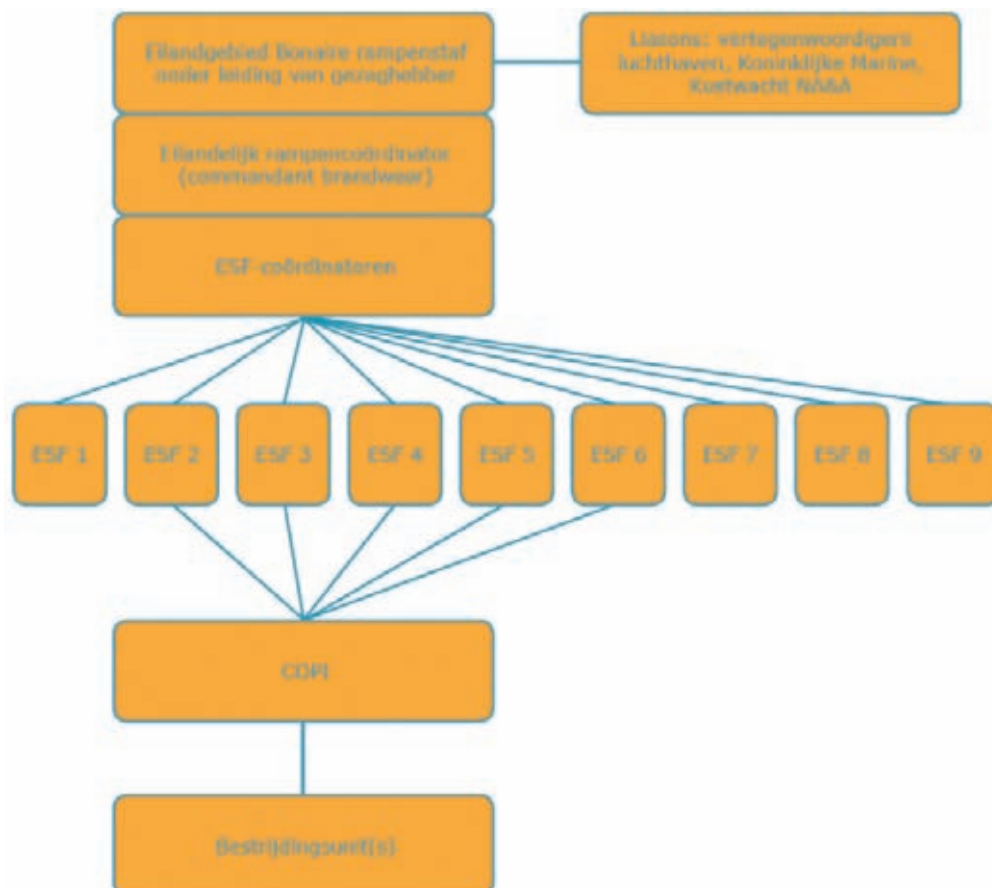 Eilandgebied Bonaire rampenstaf
onder leiding van gezaghebber
Liasons: vertegenwoordigers
luchthaven, Koninklijke Marine,
Kustwacht NA&A
Eilandelijk rampencoördinator
(commandant brandweer)
ESF-coördinatoren
ESF 1
ESF 2
ESF 3
ESF 4
ESF 5
ESF 6
ESF 7
ESF 8
ESF 9
COPI
Bestrijdingsunit(s)